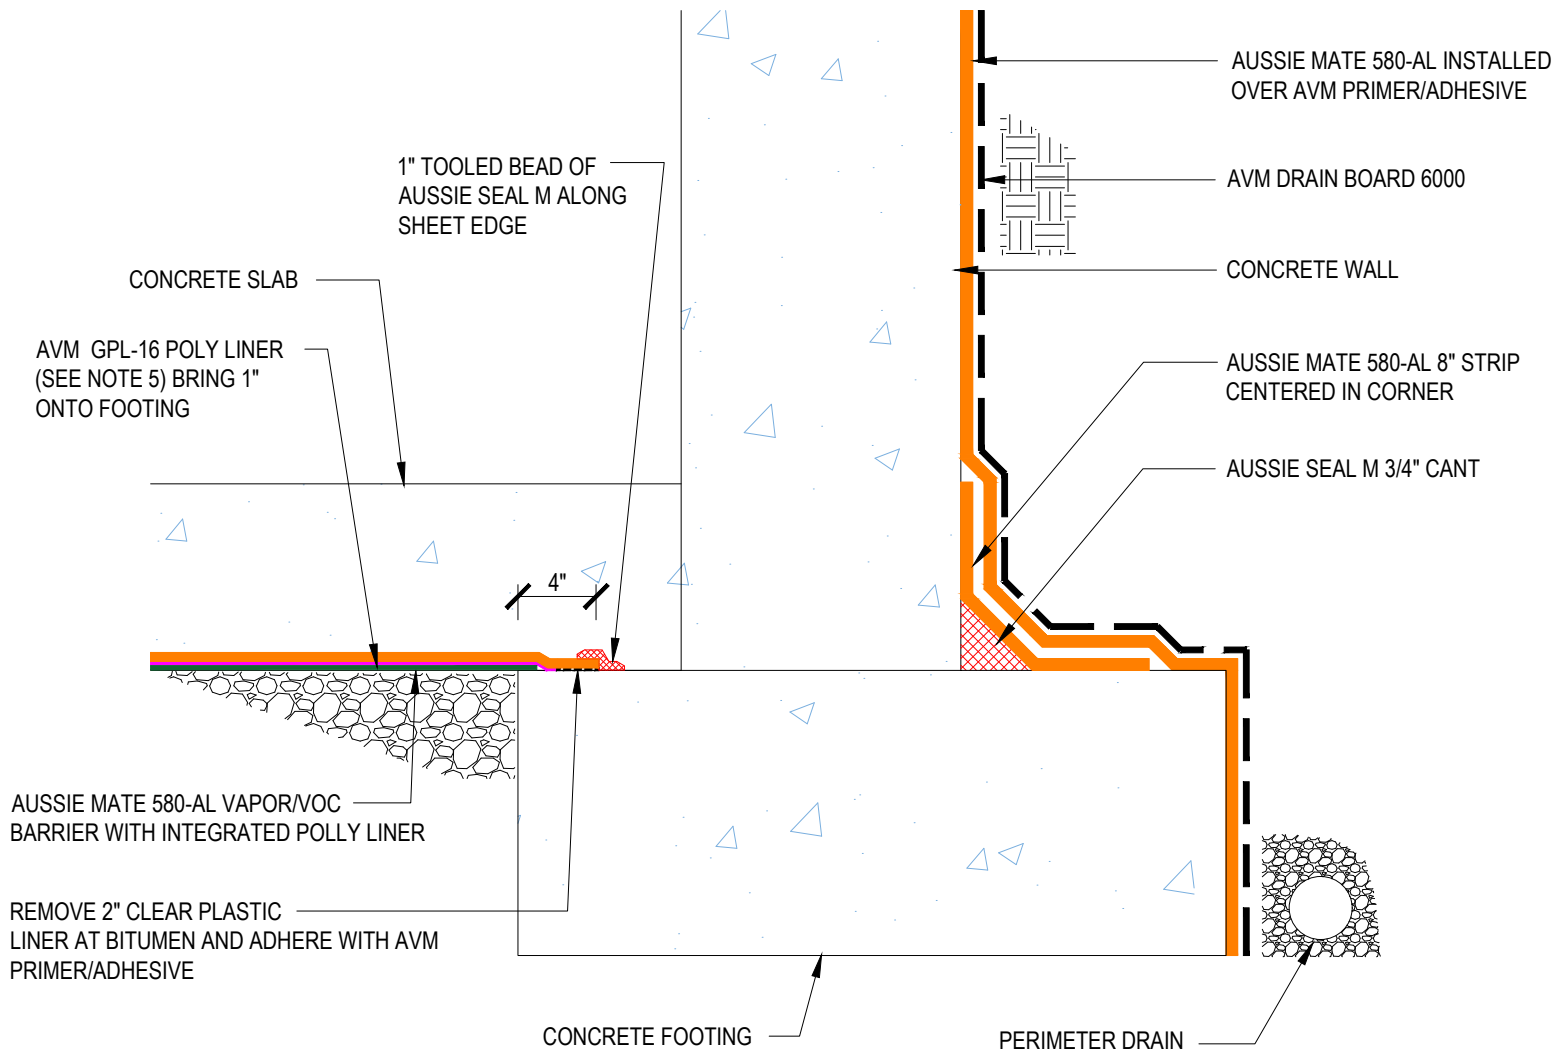 AUSSIE MATE 580-AL INSTALLED
OVER AVM PRIMER/ADHESIVE
1" TOOLED BEAD OF
AUSSIE SEAL M ALONG
SHEET EDGE
AVM DRAIN BOARD 6000
CONCRETE SLAB
CONCRETE WALL
AVM GPL-16 POLY LINER
(SEE NOTE 5) BRING 1"
ONTO FOOTING
AUSSIE MATE 580-AL 8" STRIP
CENTERED IN CORNER
AUSSIE SEAL M 3/4" CANT
4"
AUSSIE MATE 580-AL VAPOR/VOC
BARRIER WITH INTEGRATED POLLY LINER
REMOVE 2" CLEAR PLASTIC
LINER AT BITUMEN AND ADHERE WITH AVM
PRIMER/ADHESIVE
CONCRETE FOOTING
PERIMETER DRAIN